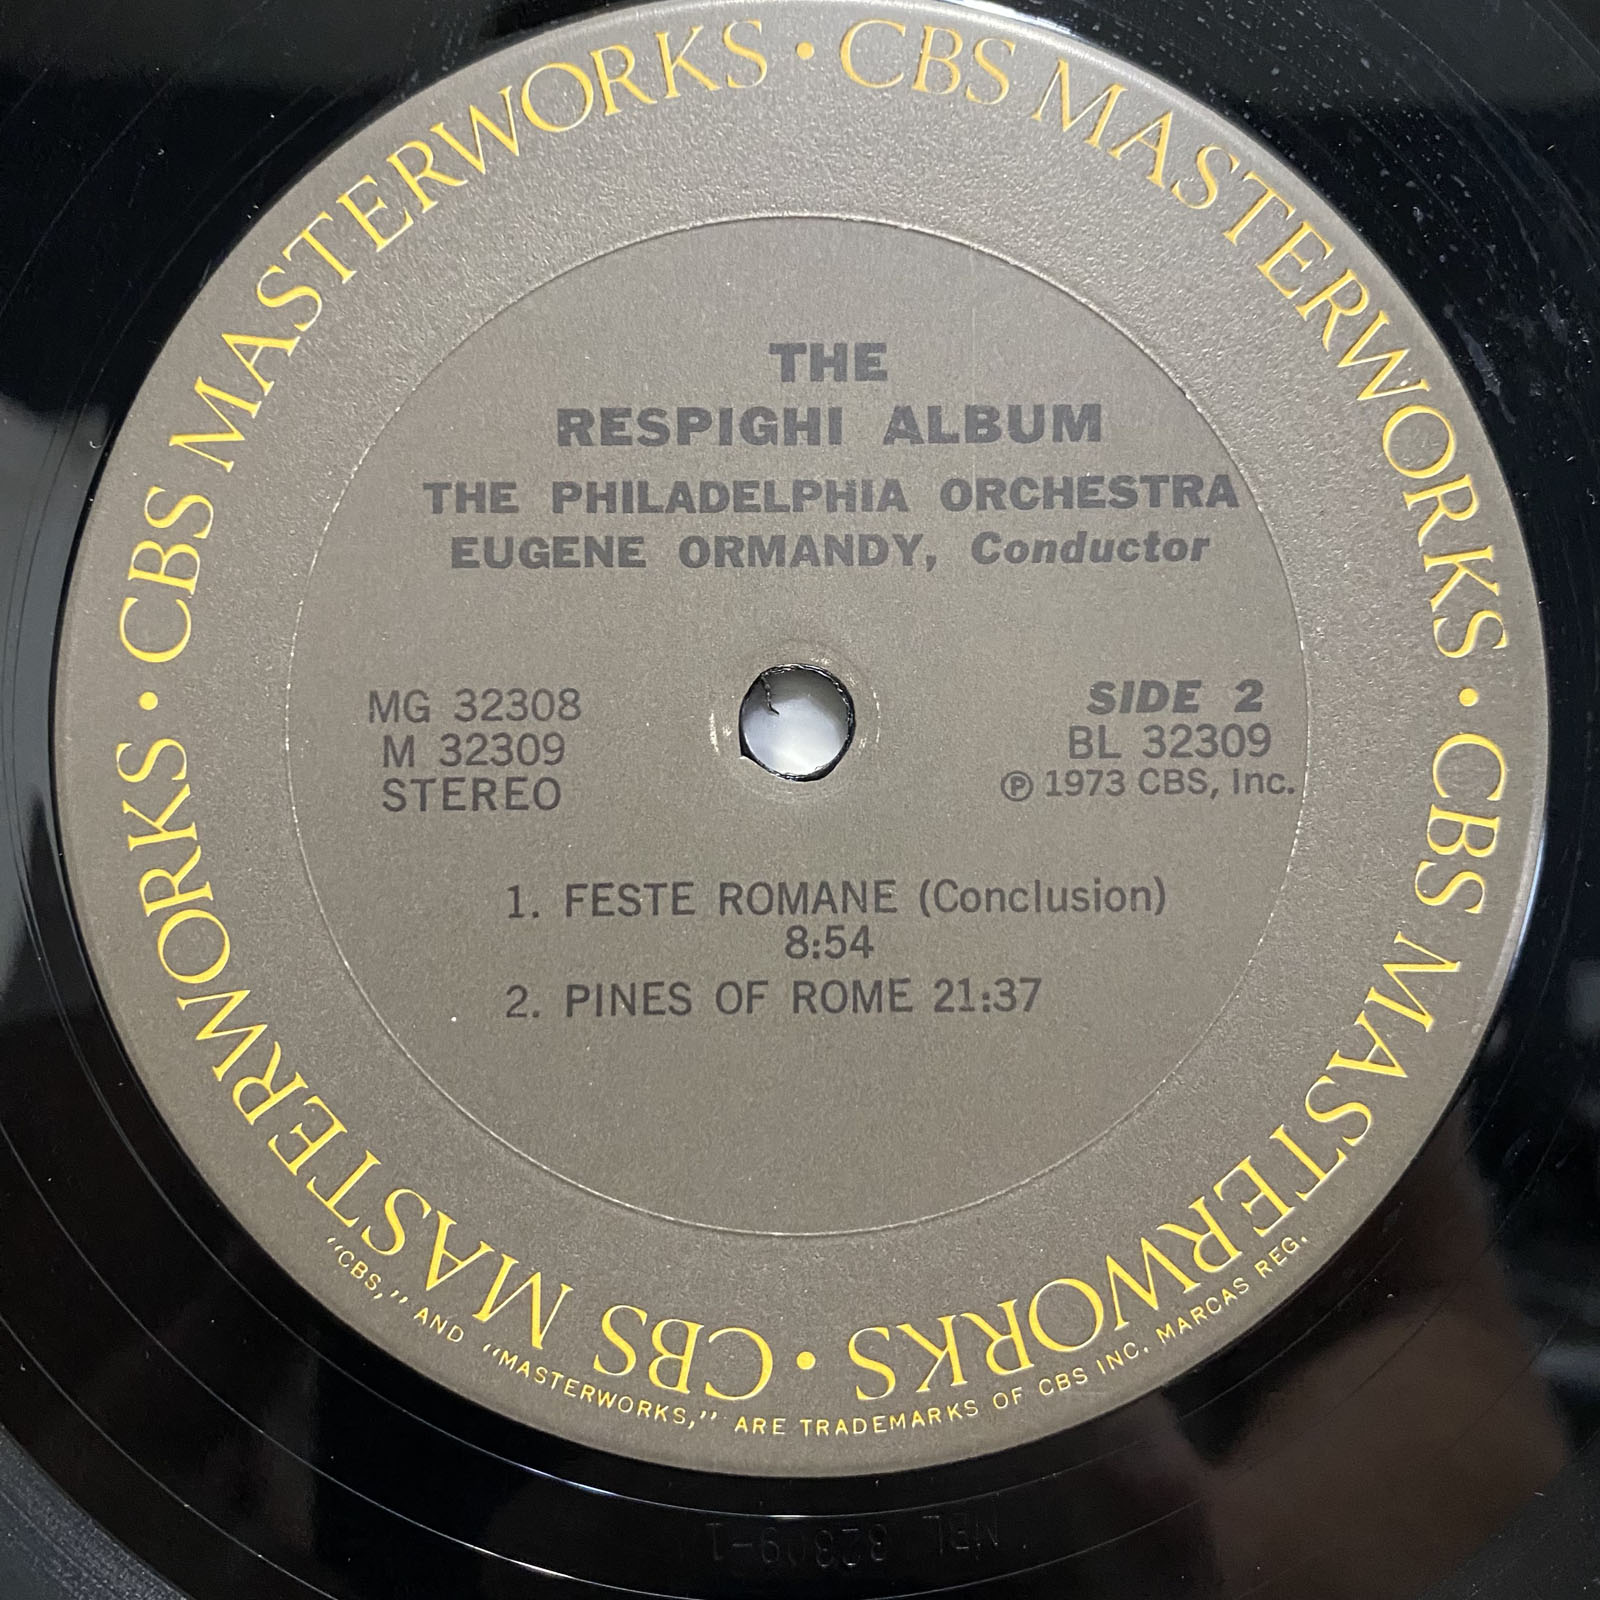 CBS MASTERWORKS · CBS MASTERWORKS · CBS MASTERWORKS · CBS MASTERWORKS ·
THE
RESPIGHI ALBUM
THE PHILADELPHIA ORCHESTRA
EUGENE ORMANDY, Conductor
MG 32308
M 32309
STEREO
SIDE 2
BL 32309
℗ 1973 CBS, Inc.
1. FESTE ROMANE (Conclusion)
8:54
2. PINES OF ROME 21:37
"CBS," AND "MASTERWORKS," ARE TRADEMARKS OF CBS INC. MARCAS REG.
32309-1